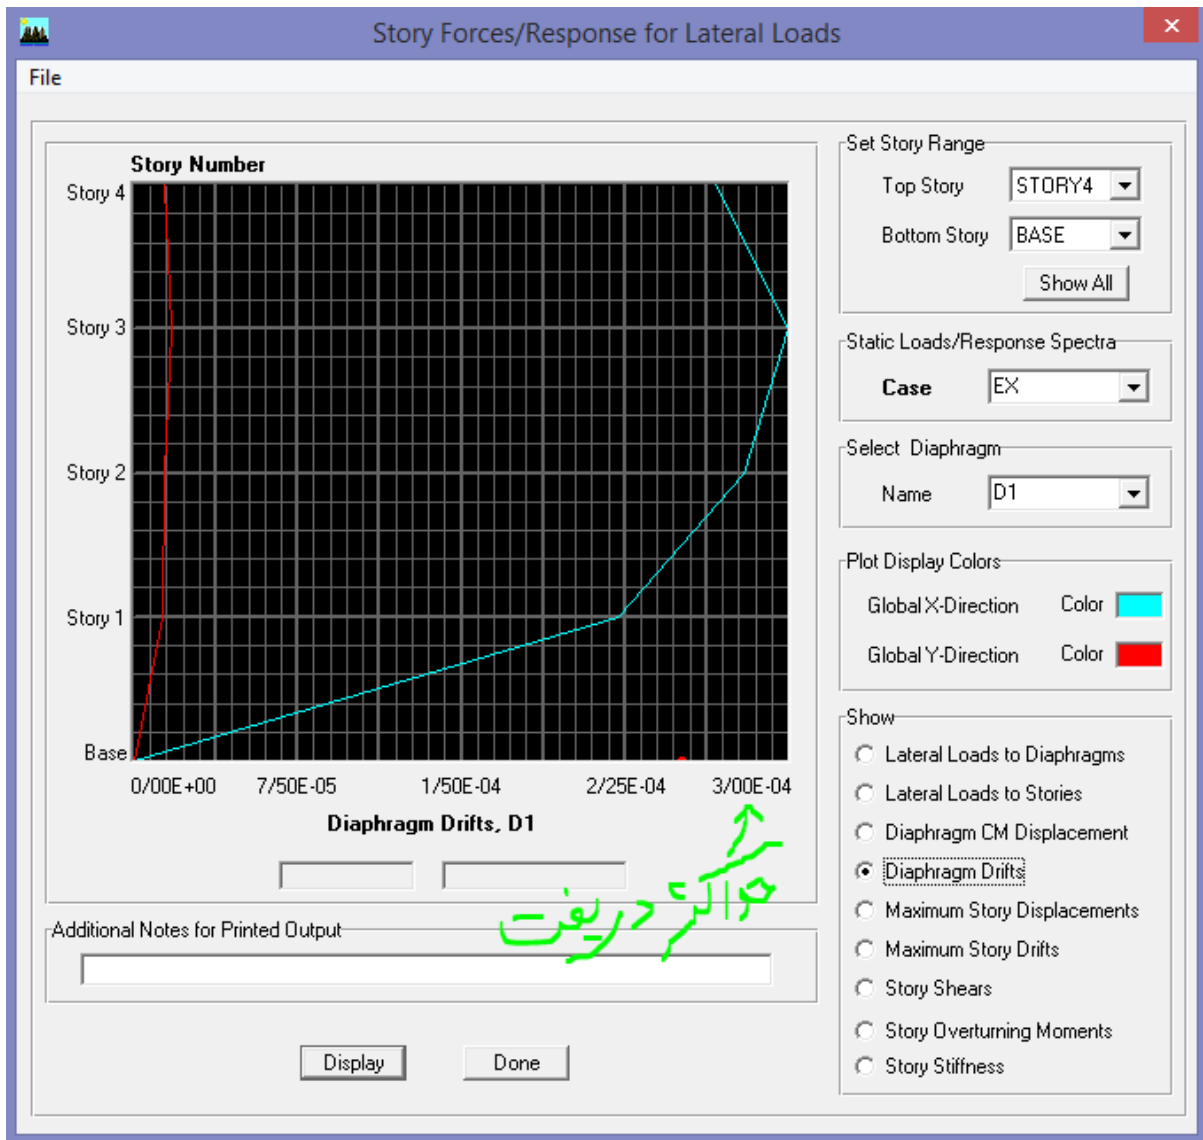 Story Forces/Response for Lateral Loads
File
Story Number
Story 4
Story 3
Story 2
Story 1
Base
0/00E+00 7/50E-05 1/50E-04 2/25E-04 3/00E-04
Diaphragm Drifts, D1
حداکثر دریفت
Additional Notes for Printed Output
Display Done
Set Story Range
Top Story STORY4
Bottom Story BASE
Show All
Static Loads/Response Spectra
Case EX
Select Diaphragm
Name D1
Plot Display Colors
Global X-Direction Color
Global Y-Direction Color
Show
Lateral Loads to Diaphragms
Lateral Loads to Stories
Diaphragm CM Displacement
Diaphragm Drifts
Maximum Story Displacements
Maximum Story Drifts
Story Shears
Story Overturning Moments
Story Stiffness